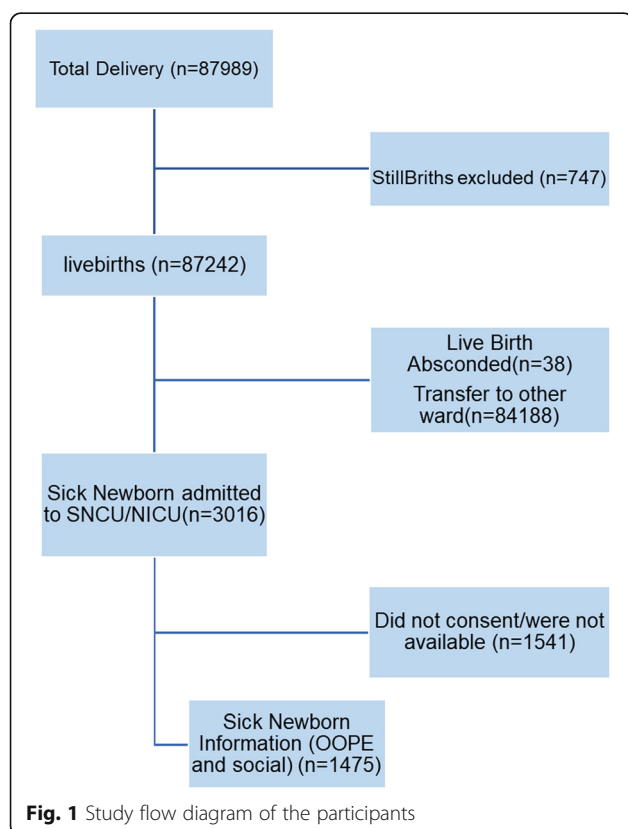 Total Delivery (n=87989)
StillBriths excluded (n=747)
livebirths (n=87242)
Live Birth
Absconded(n=38)
Transfer to other
ward(n=84188)
Sick Newborn admitted
to SNCU/NICU(n=3016)
Did not consent/were not
available (n=1541)
Sick Newborn
Information (OOPE
and social) (n=1475)
Fig. 1 Study flow diagram of the participants